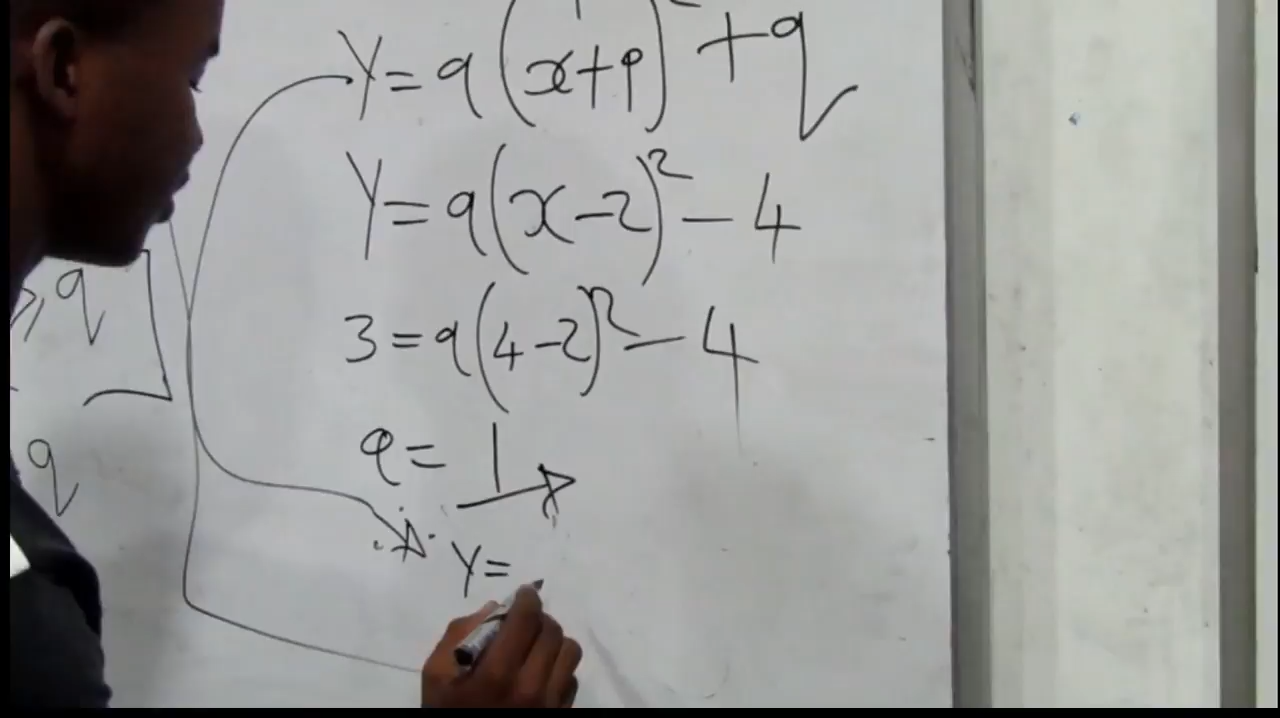 y = a(x+p)² + q
y = a(x-2)² - 4
3 = a(4-2)² - 4
a = 1
y =
≥ q
q